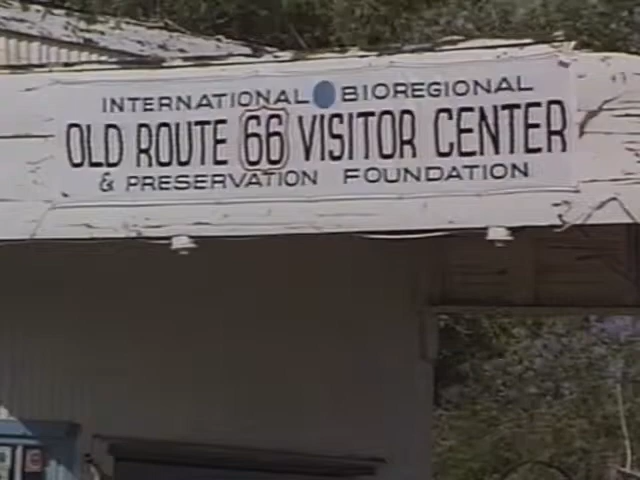 INTERNATIONAL BIOREGIONAL
OLD ROUTE 66 VISITOR CENTER
& PRESERVATION FOUNDATION